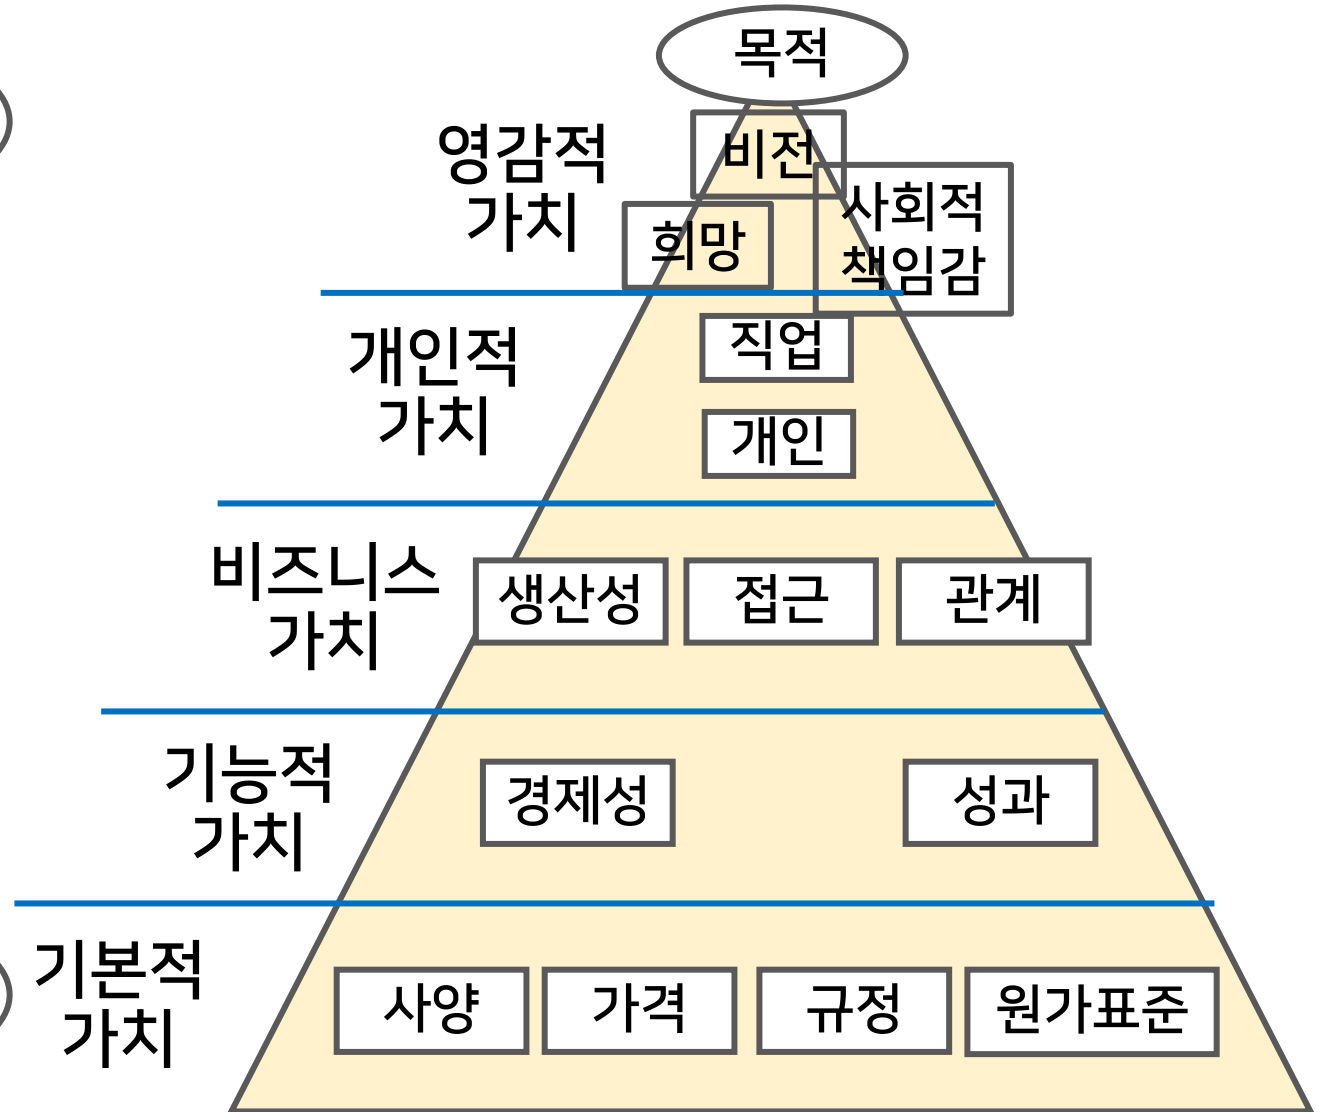 목적
영감적
가치
비전
희망
사회적
책임감
개인적
가치
직업
개인
비즈니스
가치
생산성
접근
관계
기능적
가치
경제성
성과
기본적
가치
사양
가격
규정
원가표준